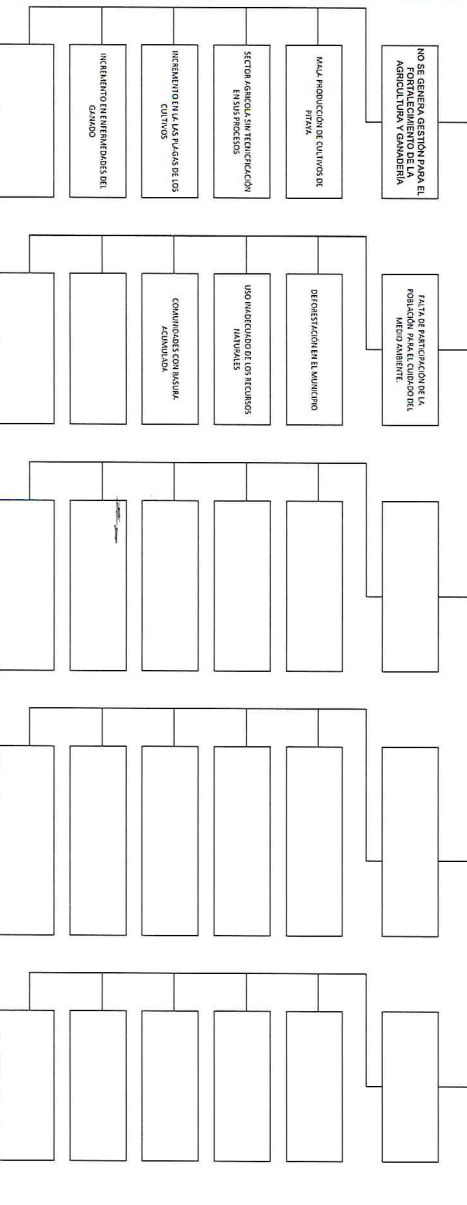 NO SE GENERA GESTIÓN PARA EL
FORTALECIMIENTO DE LA
AGRICULTURA Y GANADERÍA
MALA PRODUCCIÓN DE CULTIVOS DE
PITAYA
SECTOR AGRICOLA SIN TECNICFICACIÓN
EN SUS PROCESOS
INCREMENTO EN LA LAS PLAGAS DE LOS
CULTIVOS
INCREMENTO EN ENFERMEDADES DEL
GANADO
FALTA DE PARTICIPACIÓN DE LA
POBLACIÓN PARA EL CUIDADO DEL
MEDIO AMBIENTE.
DEFORESTACIÓN EN EL MUNICIPIO
USO INADECUADO DE LOS RECURSOS
NATURALES
COMUNIDADES CON BASURA
ACUMULADA